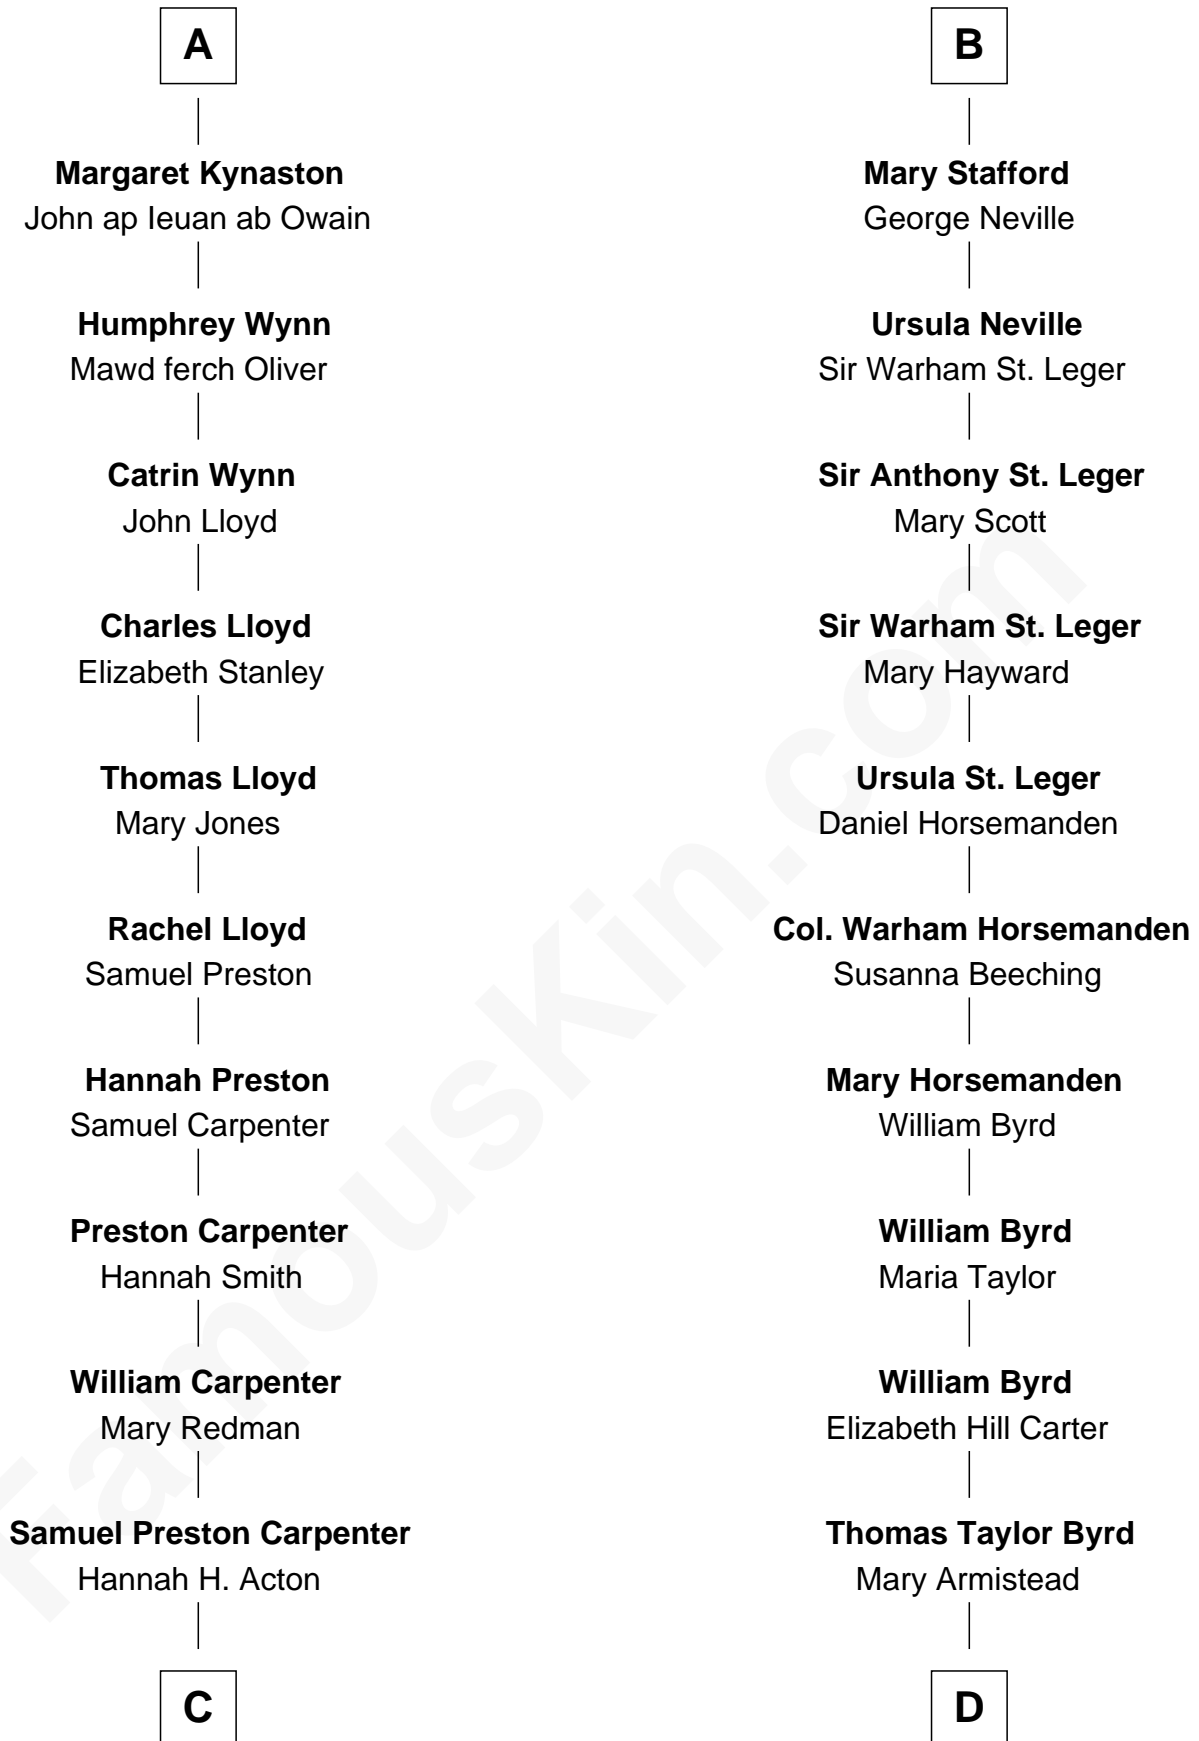 A
Margaret Kynaston
John ap Ieuan ab Owain
Humphrey Wynn
Mawd ferch Oliver
Catrin Wynn
John Lloyd
Charles Lloyd
Elizabeth Stanley
Thomas Lloyd
Mary Jones
Rachel Lloyd
Samuel Preston
Hannah Preston
Samuel Carpenter
Preston Carpenter
Hannah Smith
William Carpenter
Mary Redman
Samuel Preston Carpenter
Hannah H. Acton
C
B
Mary Stafford
George Neville
Ursula Neville
Sir Warham St. Leger
Sir Anthony St. Leger
Mary Scott
Sir Warham St. Leger
Mary Hayward
Ursula St. Leger
Daniel Horsemanden
Col. Warham Horsemanden
Susanna Beeching
Mary Horsemanden
William Byrd
William Byrd
Maria Taylor
William Byrd
Elizabeth Hill Carter
Thomas Taylor Byrd
Mary Armistead
D
FamousKin.com